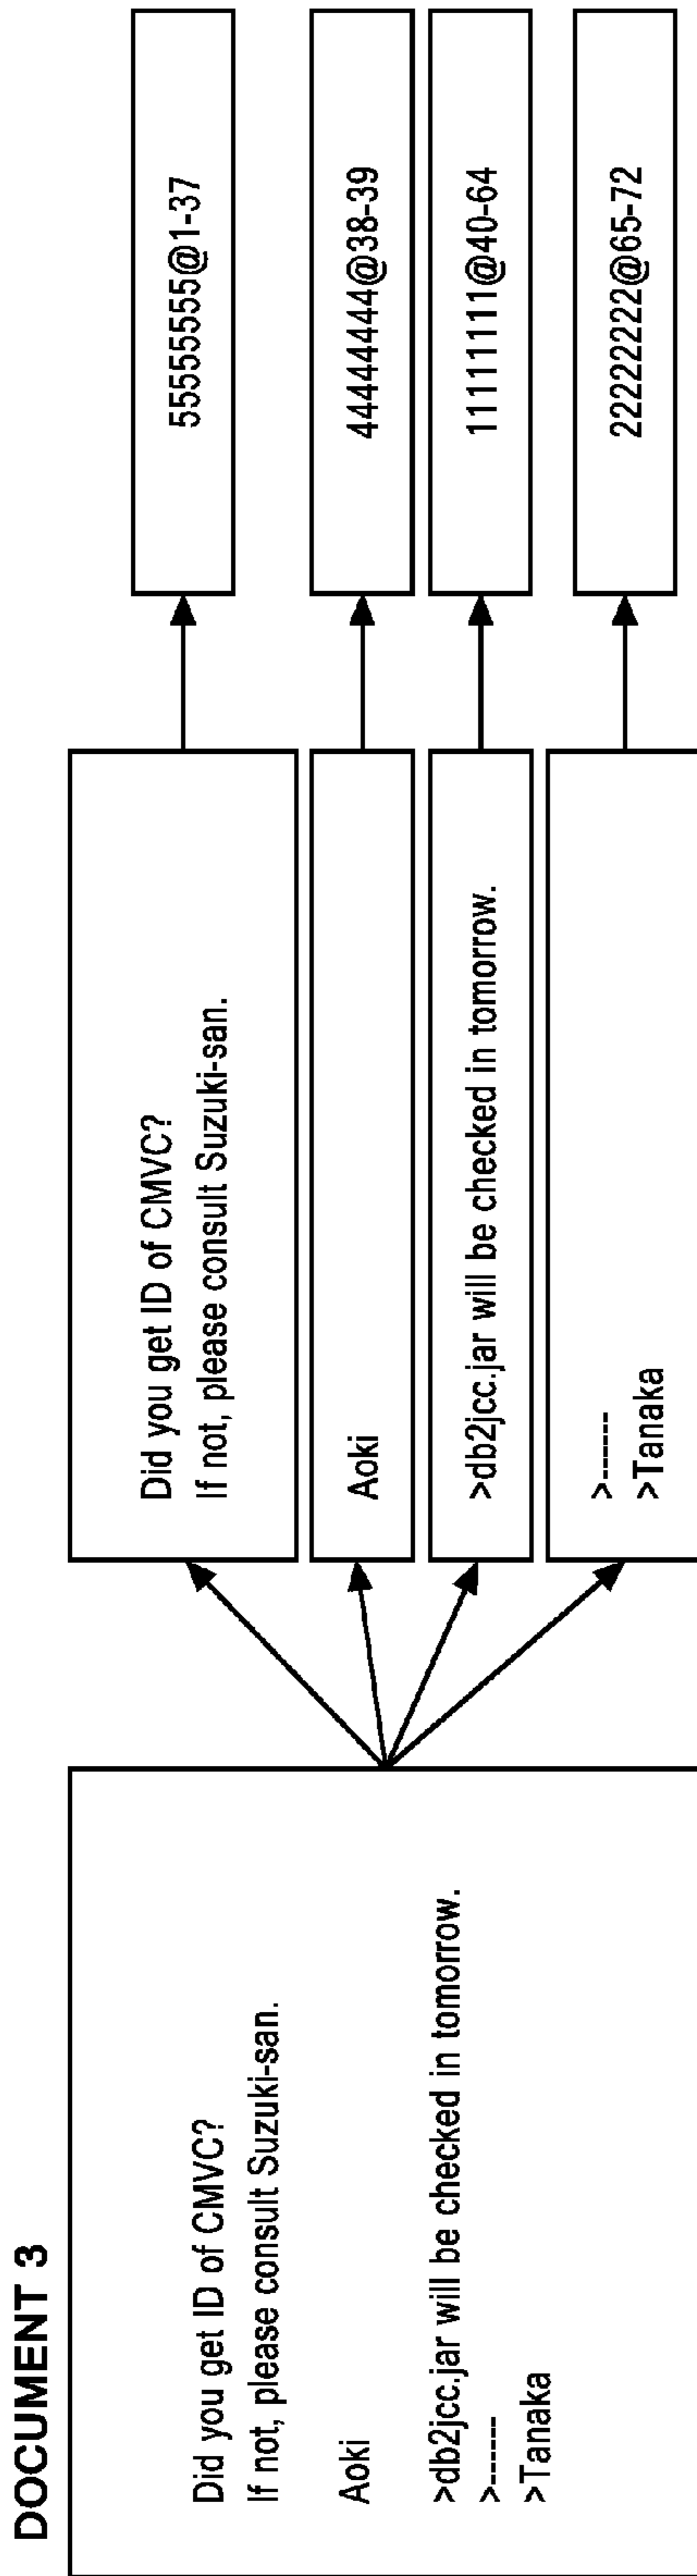 DOCUMENT 3
Did you get ID of CMVC?
If not, please consult Suzuki-san.
Aoki
>db2jcc.jar will be checked in tomorrow.
>------
>Tanaka
Did you get ID of CMVC?
If not, please consult Suzuki-san.
Aoki
>db2jcc.jar will be checked in tomorrow.
>------
>Tanaka
55555555@1-37
44444444@38-39
11111111@40-64
22222222@65-72